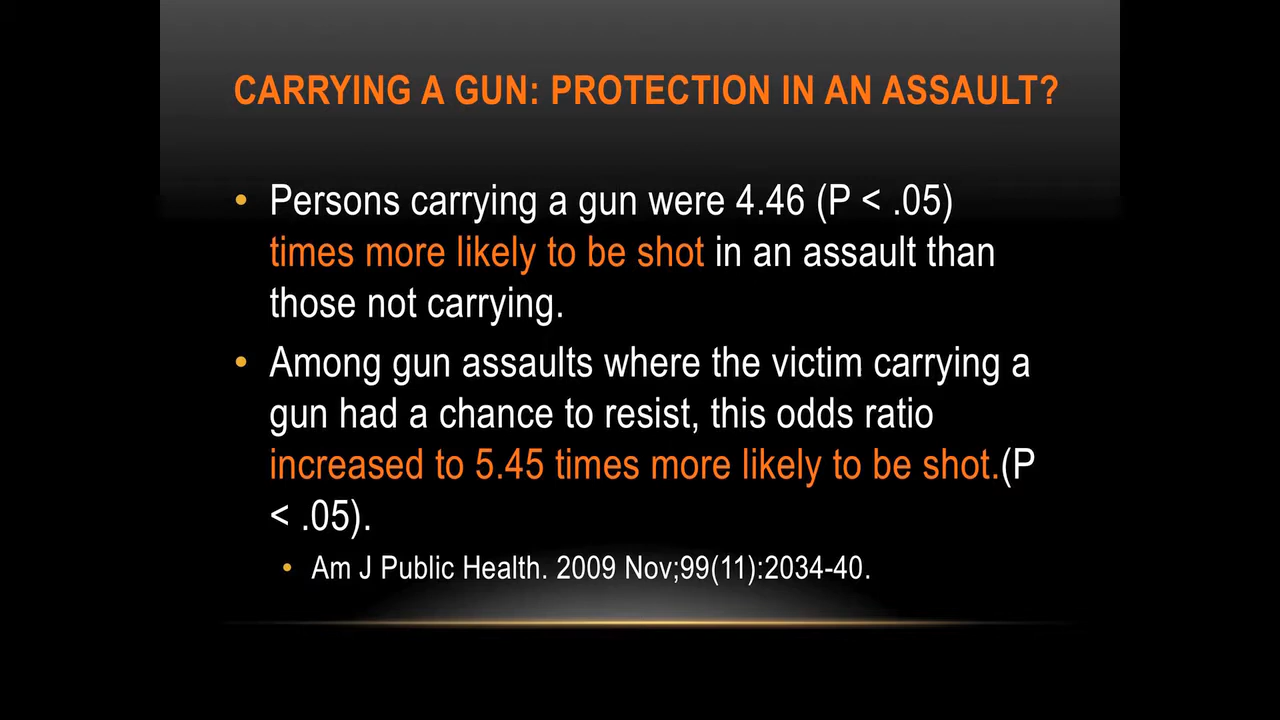 CARRYING A GUN: PROTECTION IN AN ASSAULT?
• Persons carrying a gun were 4.46 (P < .05)
times more likely to be shot in an assault than
those not carrying.
• Among gun assaults where the victim carrying a
gun had a chance to resist, this odds ratio
increased to 5.45 times more likely to be shot.(P
< .05).
• Am J Public Health. 2009 Nov;99(11):2034-40.